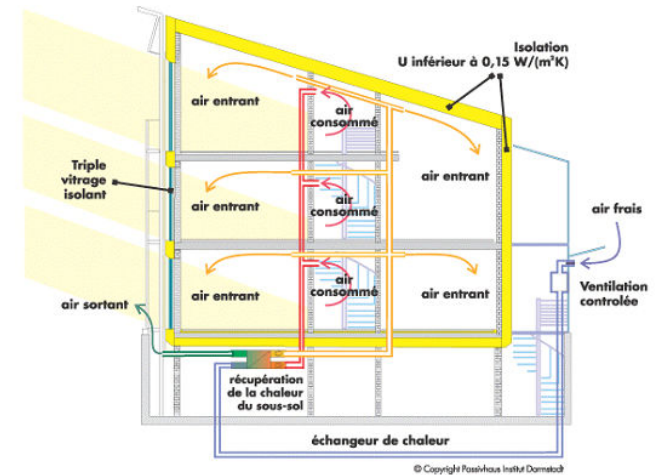 Isolation
U inférieur à 0,15 W/(m²K)
air entrant
air
consommé
Triple
vitrage
isolant
air entrant
air entrant
air
consommé
air frais
Ventilation
controlée
air sortant
air entrant
air
consommé
air entrant
récupération
de la chaleur
du sous-sol
échangeur de chaleur
© Copyright Passivhaus Institut Darmstadt